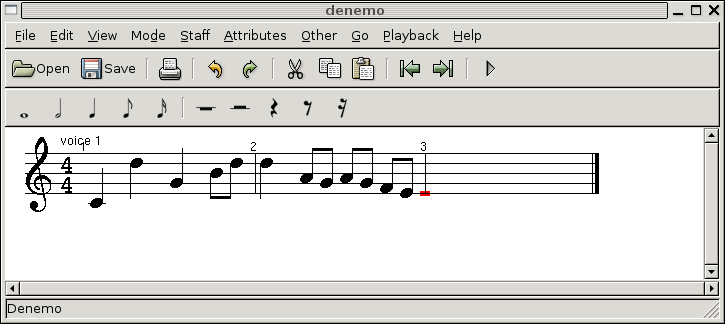 denemo
File Edit View Mode Staff Attributes Other Go Playback Help
Open Save
voice 1
1 2 3
4
4
Denemo